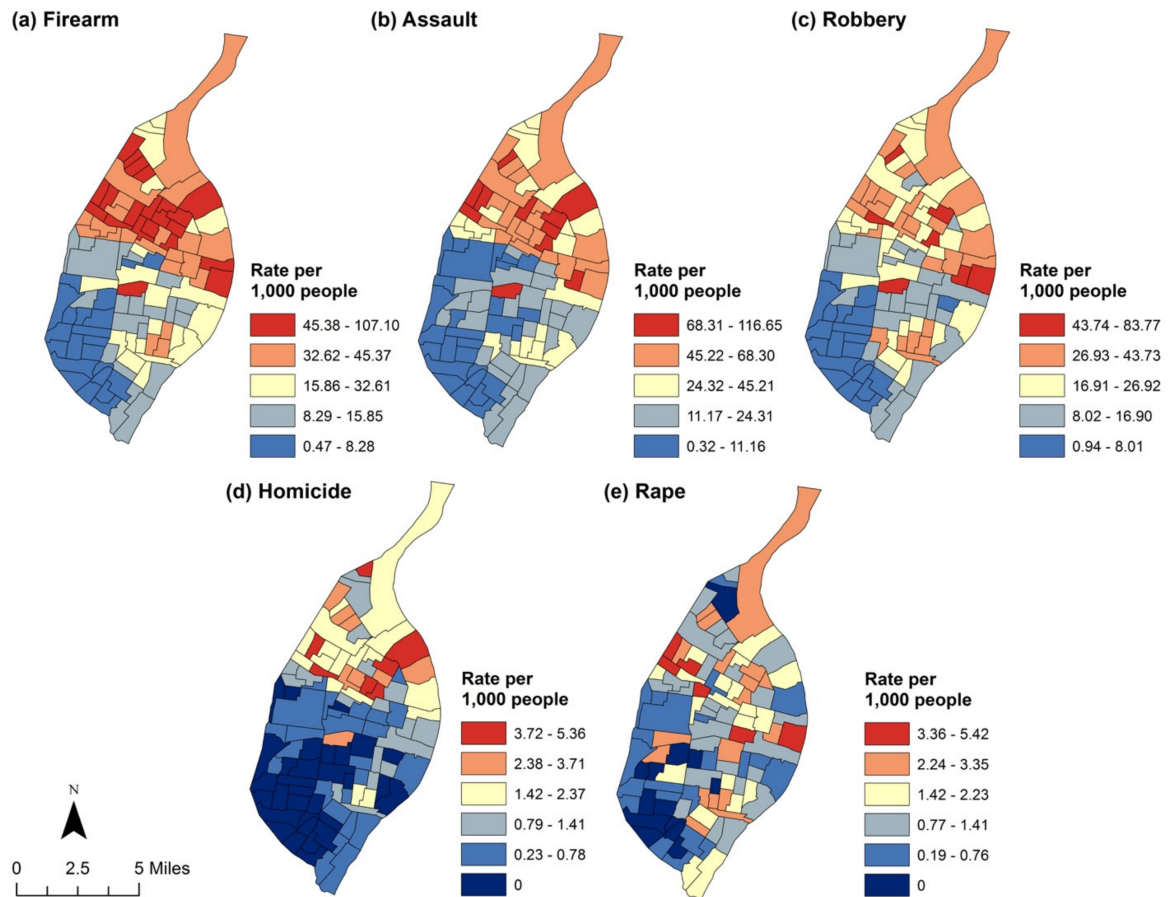 (a) Firearm
(b) Assault
(c) Robbery
Rate per
1,000 people
45.38 - 107.10
32.62 - 45.37
15.86 - 32.61
8.29 - 15.85
0.47 - 8.28
Rate per
1,000 people
68.31 - 116.65
45.22 - 68.30
24.32 - 45.21
11.17 - 24.31
0.32 - 11.16
Rate per
1,000 people
43.74 - 83.77
26.93 - 43.73
16.91 - 26.92
8.02 - 16.90
0.94 - 8.01
(d) Homicide
(e) Rape
Rate per
1,000 people
3.72 - 5.36
2.38 - 3.71
1.42 - 2.37
0.79 - 1.41
0.23 - 0.78
0
Rate per
1,000 people
3.36 - 5.42
2.24 - 3.35
1.42 - 2.23
0.77 - 1.41
0.19 - 0.76
0
N
0 2.5 5 Miles